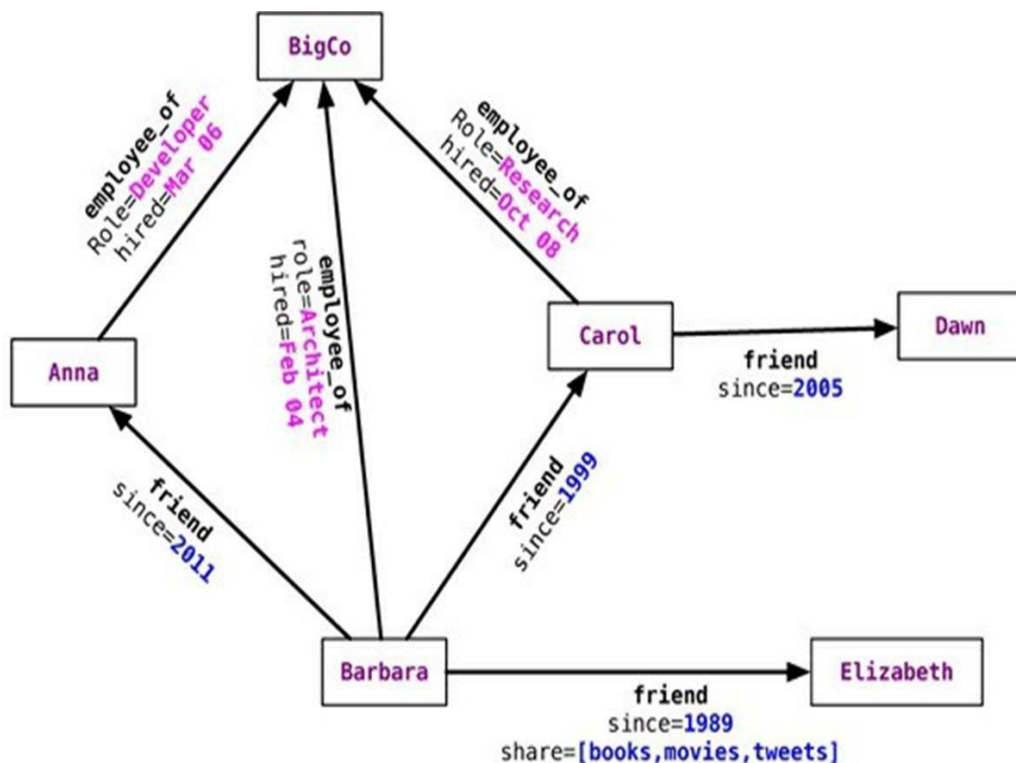 BigCo
employee_of
Role=Developer
hired=Mar 06
employee_of
Role=Research
hired=Oct 08
employee_of
role=Architect
hired=Feb 04
Anna
Carol
Dawn
friend
since=2005
friend
since=2011
friend
since=1999
Barbara
Elizabeth
friend
since=1989
share=[books,movies,tweets]